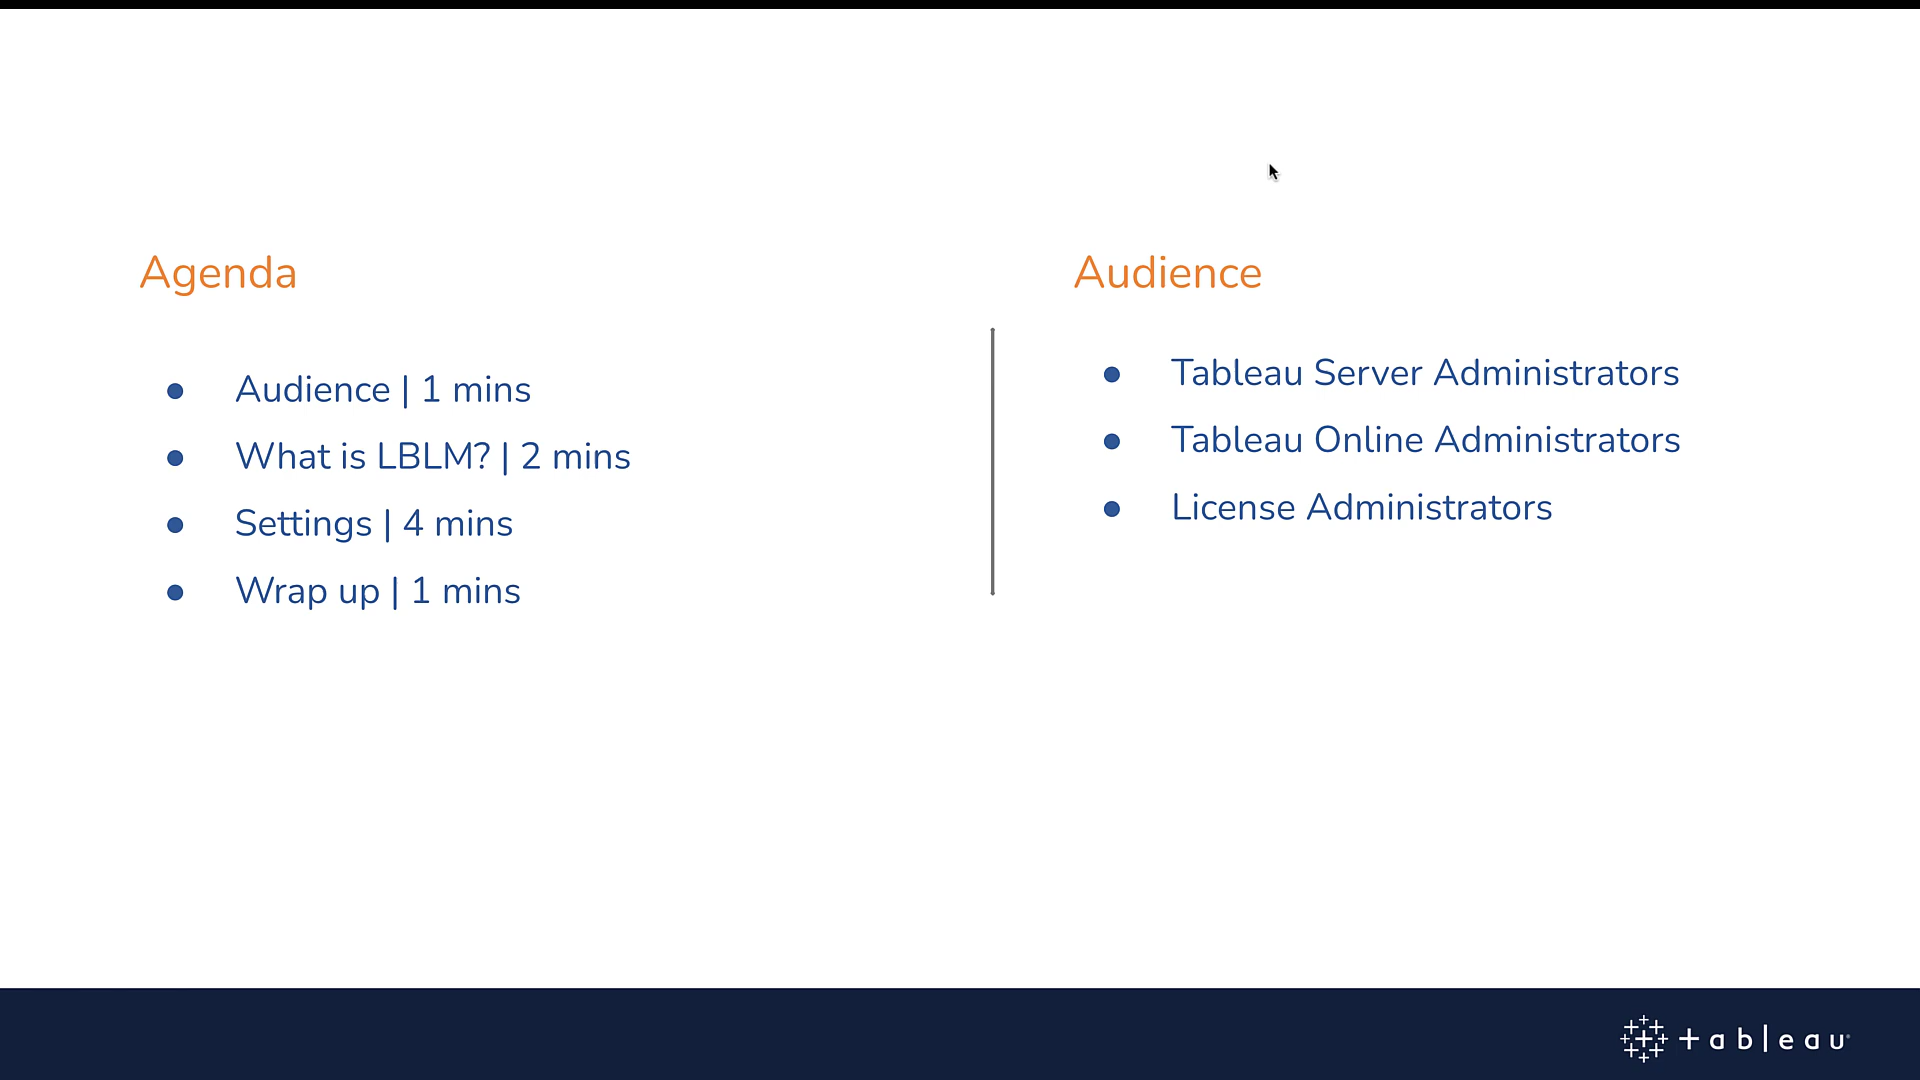 Agenda
Audience | 1 mins
What is LBLM? | 2 mins
Settings | 4 mins
Wrap up | 1 mins
Audience
Tableau Server Administrators
Tableau Online Administrators
License Administrators
tableau